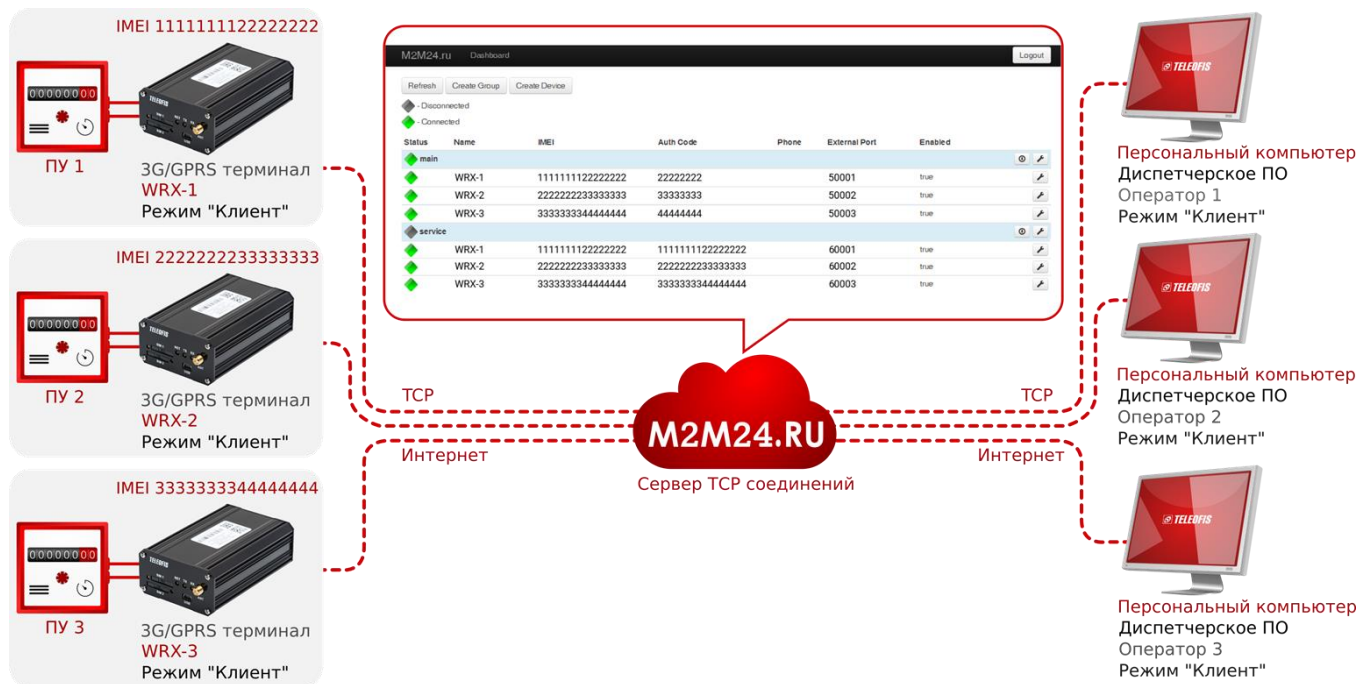 IMEI 1111111122222222
TELEOFIS
00000000
ПУ 1
3G/GPRS терминал
WRX-1
Режим "Клиент"
IMEI 2222222233333333
TELEOFIS
00000000
ПУ 2
3G/GPRS терминал
WRX-2
Режим "Клиент"
IMEI 3333333344444444
TELEOFIS
00000000
ПУ 3
3G/GPRS терминал
WRX-3
Режим "Клиент"
M2M24.ru Dashboard Logout
Refresh Create Group Create Device
- Disconnected
- Connected
Status Name IMEI Auth Code Phone External Port Enabled
main
WRX-1 1111111122222222 22222222 50001 true
WRX-2 2222222233333333 33333333 50002 true
WRX-3 3333333344444444 44444444 50003 true
service
WRX-1 1111111122222222 1111111122222222 60001 true
WRX-2 2222222233333333 2222222233333333 60002 true
WRX-3 3333333344444444 3333333344444444 60003 true
TCP
Интернет
M2M24.RU
Сервер TCP соединений
TCP
Интернет
TELEOFIS
Персональный компьютер
Диспетчерское ПО
Оператор 1
Режим "Клиент"
TELEOFIS
Персональный компьютер
Диспетчерское ПО
Оператор 2
Режим "Клиент"
TELEOFIS
Персональный компьютер
Диспетчерское ПО
Оператор 3
Режим "Клиент"